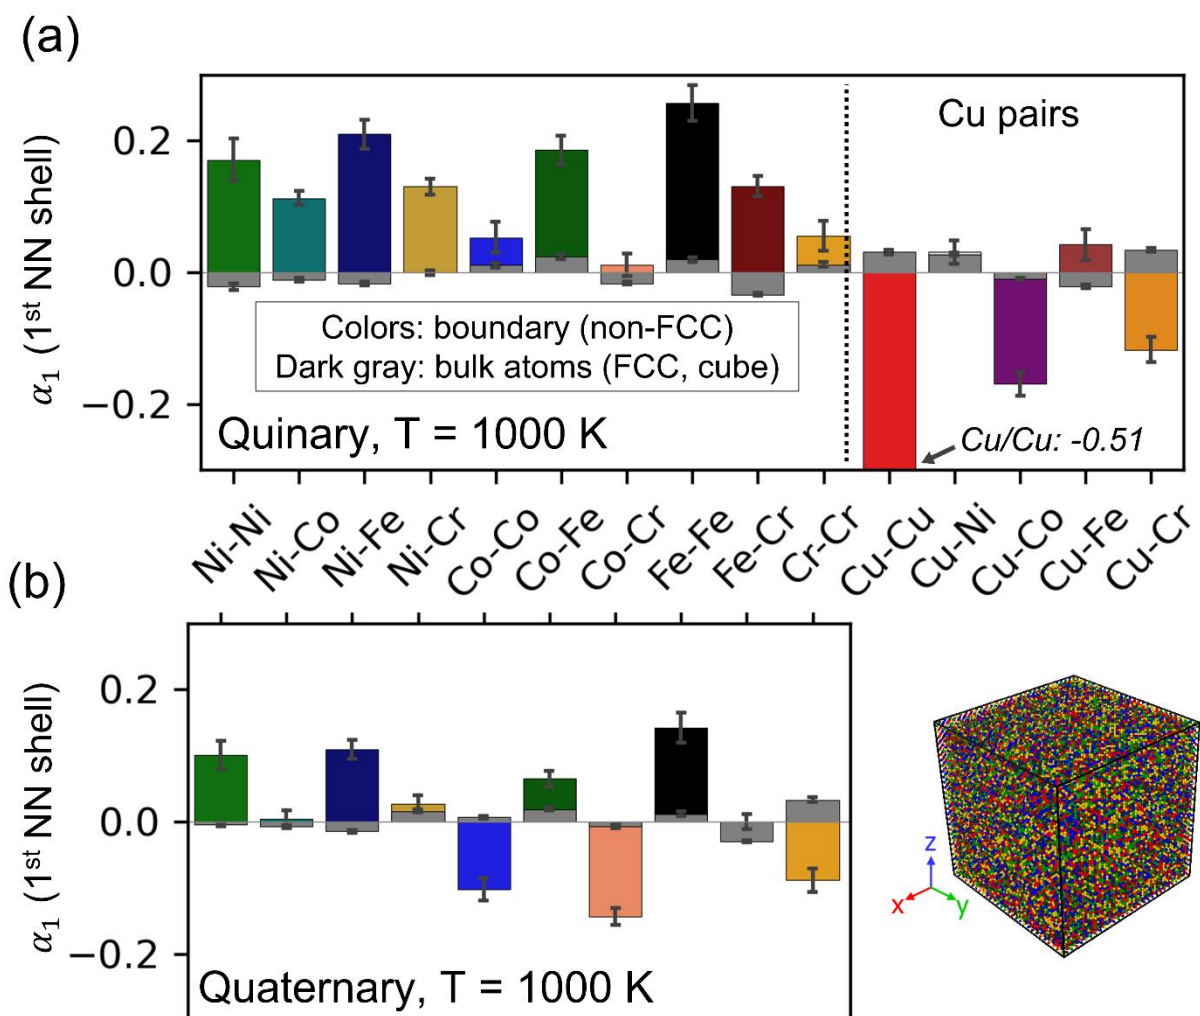 (a)
α₁ (1st NN shell)
0.2
0.0
−0.2
Cu pairs
Colors: boundary (non-FCC)
Dark gray: bulk atoms (FCC, cube)
Quinary, T = 1000 K
Cu/Cu: -0.51
Ni-Ni
Ni-Co
Ni-Fe
Ni-Cr
Co-Co
Co-Fe
Co-Cr
Fe-Fe
Fe-Cr
Cr-Cr
Cu-Cu
Cu-Ni
Cu-Co
Cu-Fe
Cu-Cr
(b)
α₁ (1st NN shell)
0.2
0.0
−0.2
Quaternary, T = 1000 K
z
x
y